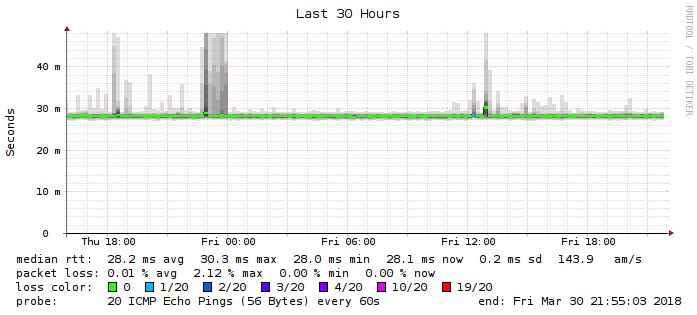 Last 30 Hours
RRDTOOL / TOBI OETIKER
Seconds
40 m
30 m
20 m
10 m
0
Thu 18:00 Fri 00:00 Fri 06:00 Fri 12:00 Fri 18:00
median rtt: 28.2 ms avg 30.3 ms max 28.0 ms min 28.1 ms now 0.2 ms sd 143.9 am/s
packet loss: 0.01 % avg 2.12 % max 0.00 % min 0.00 % now
loss color: 0 1/20 2/20 3/20 4/20 10/20 19/20
probe: 20 ICMP Echo Pings (56 Bytes) every 60s end: Fri Mar 30 21:55:03 2018